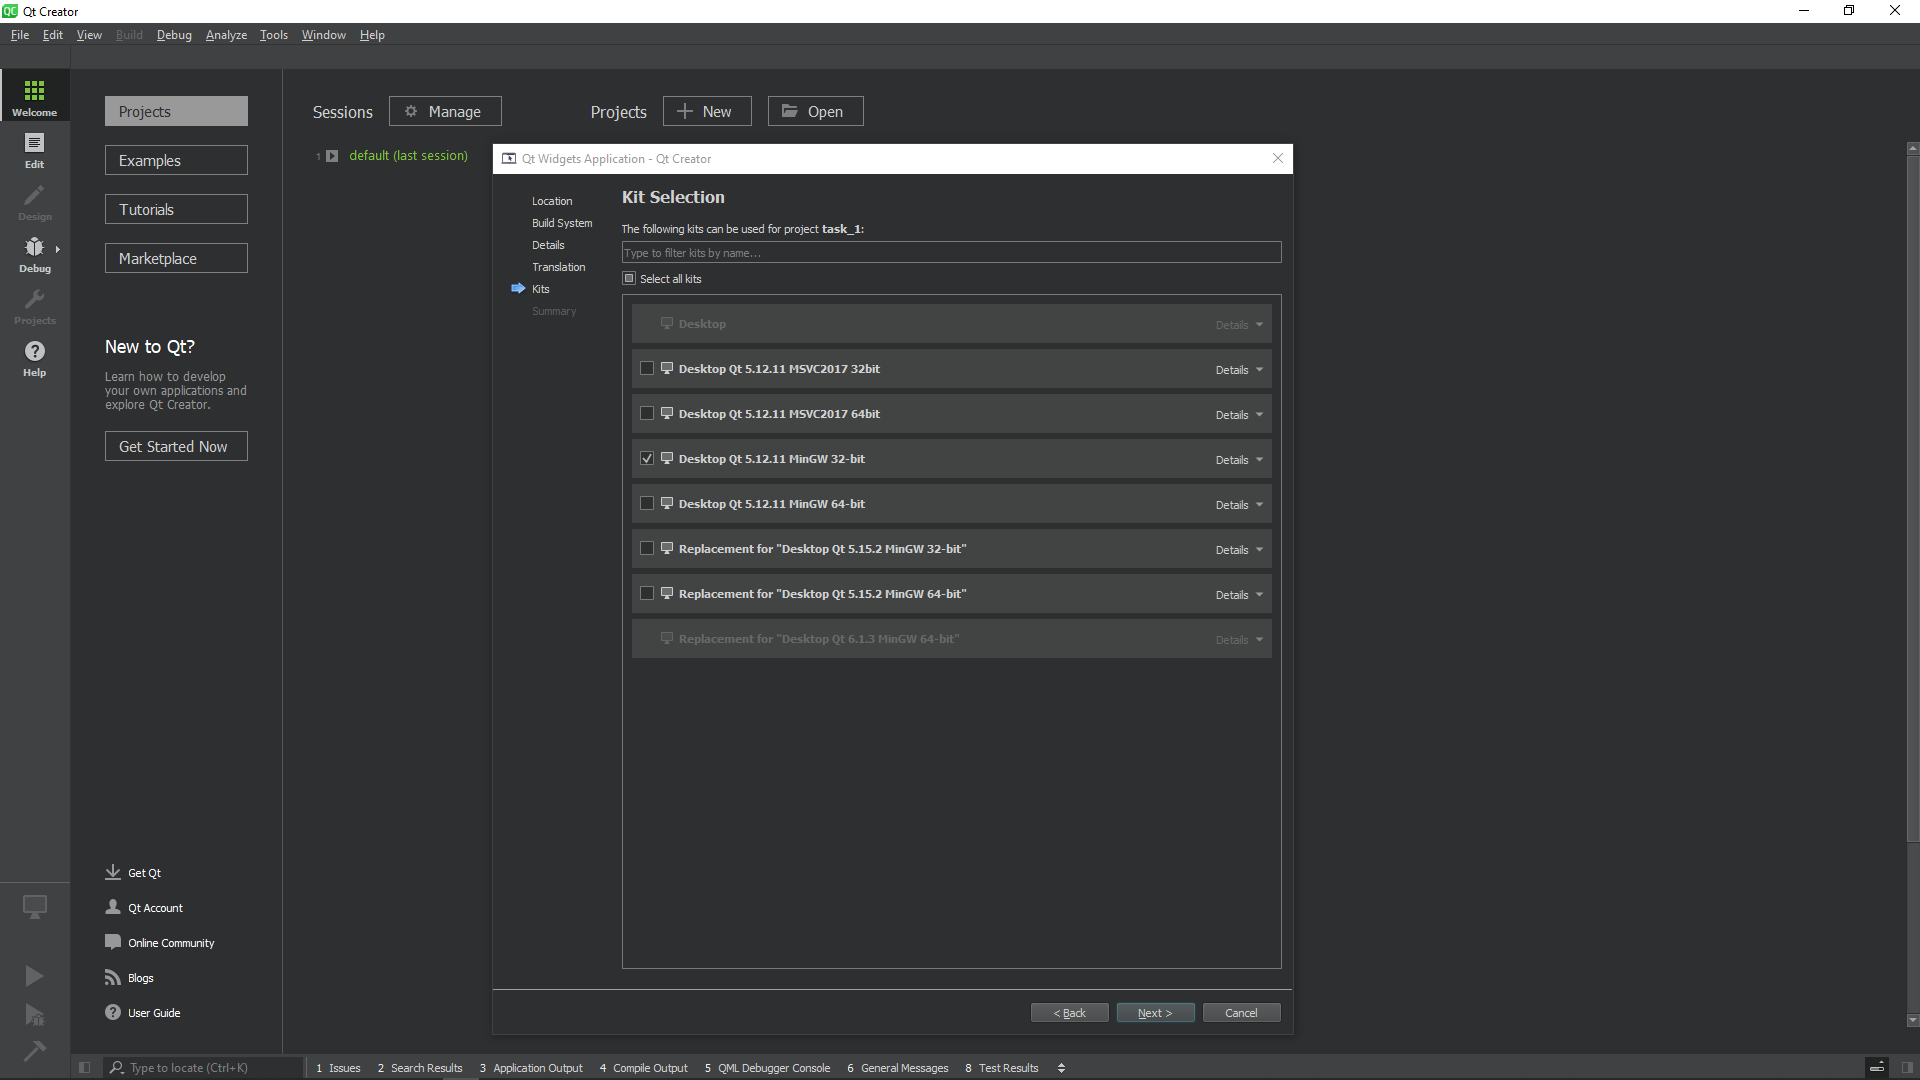 Qt Creator
File Edit View Build Debug Analyze Tools Window Help
Welcome
Edit
Design
Debug
Projects
Help
Projects
Examples
Tutorials
Marketplace
New to Qt?
Learn how to develop
your own applications and
explore Qt Creator.
Get Started Now
Get Qt
Qt Account
Online Community
Blogs
User Guide
Sessions Manage Projects New Open
1 default (last session)
Qt Widgets Application - Qt Creator
Location
Build System
Details
Translation
Kits
Summary
Kit Selection
The following kits can be used for project task_1:
Type to filter kits by name...
Select all kits
Desktop Details
Desktop Qt 5.12.11 MSVC2017 32bit Details
Desktop Qt 5.12.11 MSVC2017 64bit Details
Desktop Qt 5.12.11 MinGW 32-bit Details
Desktop Qt 5.12.11 MinGW 64-bit Details
Replacement for "Desktop Qt 5.15.2 MinGW 32-bit" Details
Replacement for "Desktop Qt 5.15.2 MinGW 64-bit" Details
Replacement for "Desktop Qt 6.1.3 MinGW 64-bit" Details
< Back Next > Cancel
Type to locate (Ctrl+K) 1 Issues 2 Search Results 3 Application Output 4 Compile Output 5 QML Debugger Console 6 General Messages 8 Test Results